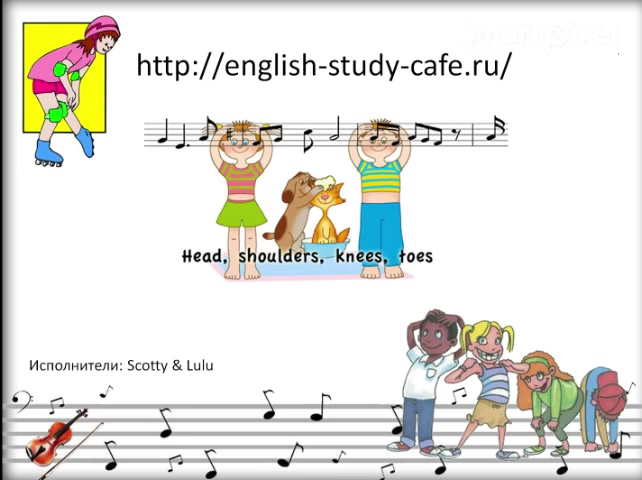 http://english-study-cafe.ru/
Head, shoulders, knees, toes
Исполнители: Scotty & Lulu